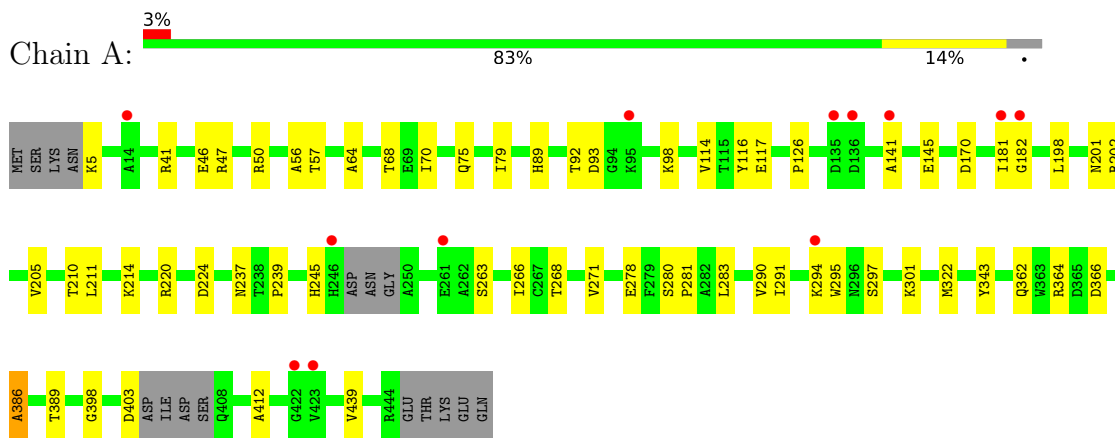 3%
Chain A:
83% 14% •
MET SER LYS ASN K5 A14 R41 E46 R47 R50 A56 T57 A64 T68 E69 I70 Q75 I79 H89 T92 D93 G94 K95 K98 V114 T115 Y116 E117 P126 D135 D136 A141 E145 D170 I181 G182 L198 N201
V205 T210 L211 K214 R220 D224 N237 T238 P239 H245 H246 ASP ASN GLY A250 E261 A262 S263 I266 C267 T268 V271 E278 F279 S280 P281 A282 L283 V290 I291 K294 W295 N296 S297 K301 M322 Y343 Q362 W363 R364 D365 D366
A386 T389 G398 D403 ASP ILE ASP SER Q408 A412 G422 V423 V439 R444 GLU THR LYS GLU GLN